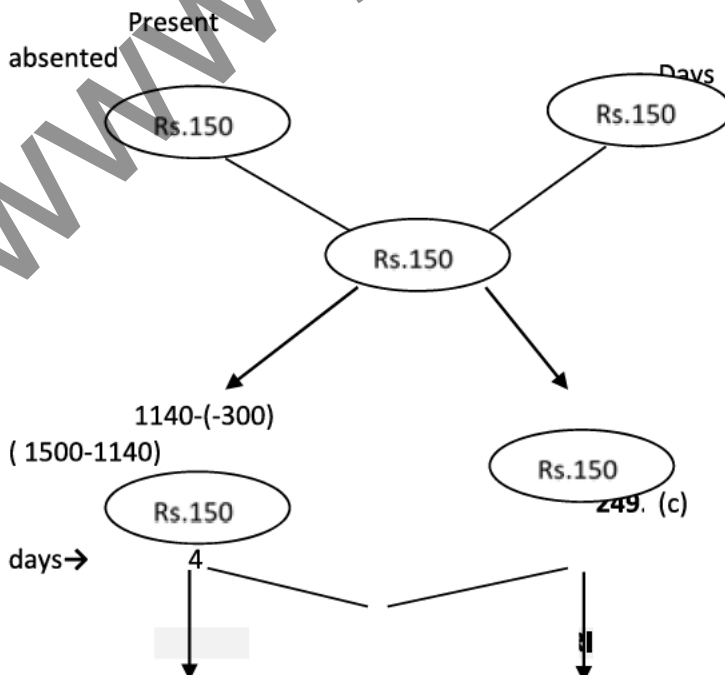 Present
absented
Days
Rs.150
Rs.150
Rs.150
1140-(-300)
( 1500-1140)
Rs.150
Rs.150
249. (c)
days→ 4